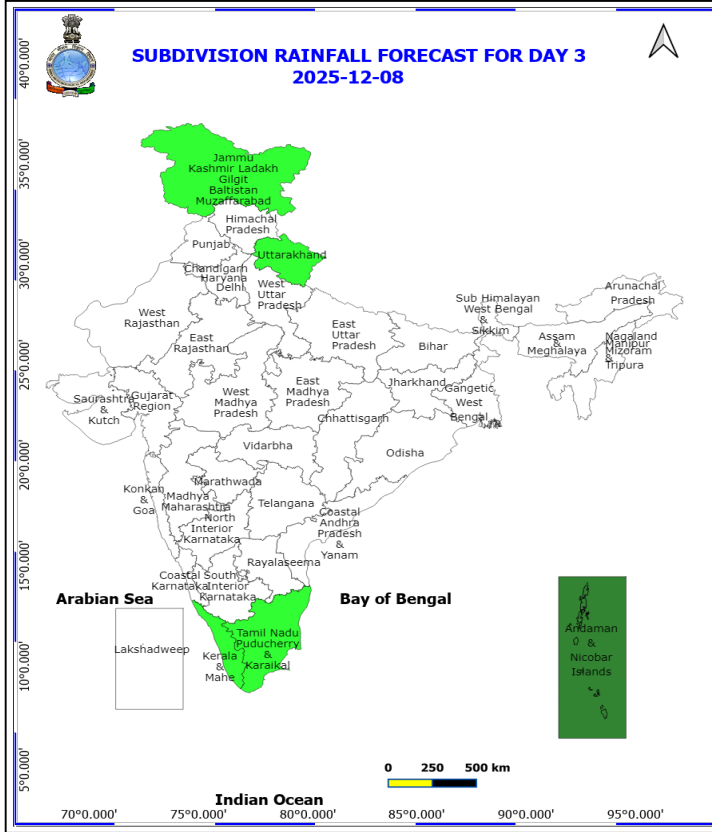 SUBDIVISION RAINFALL FORECAST FOR DAY 3
2025-12-08
40°0.000'
35°0.000'
30°0.000'
25°0.000'
20°0.000'
15°0.000'
10°0.000'
5°0.000'
Jammu
Kashmir Ladakh
Gilgit
Baltistan
Muzaffarabad
Himachal
Pradesh
Punjab
Uttarakhand
Chandigarh
Haryana
Delhi
West
Uttar
Pradesh
West
Rajasthan
East
Rajasthan
East
Uttar
Pradesh
Bihar
Sub Himalayan
West Bengal
&
Sikkim
Arunachal
Pradesh
Assam
&
Meghalaya
Nagaland
Manipur
Mizoram
&
Tripura
Saurashtra
&
Kutch
Gujarat
Region
West
Madhya
Pradesh
East
Madhya
Pradesh
Jharkhand
Gangetic
West
Bengal
Chhattisgarh
Odisha
Vidarbha
Konkan
&
Goa
Madhya
Maharashtra
Marathwada
Telangana
North
Interior
Karnataka
Coastal
Andhra
Pradesh
&
Yanam
Rayalaseema
Coastal
Karnataka
South
Interior
Karnataka
Arabian Sea
Bay of Bengal
Lakshadweep
Kerala
&
Mahe
Tamil Nadu
Puducherry
&
Karaikal
Andaman
&
Nicobar
Islands
0 250 500 km
Indian Ocean
70°0.000' 75°0.000' 80°0.000' 85°0.000' 90°0.000' 95°0.000'